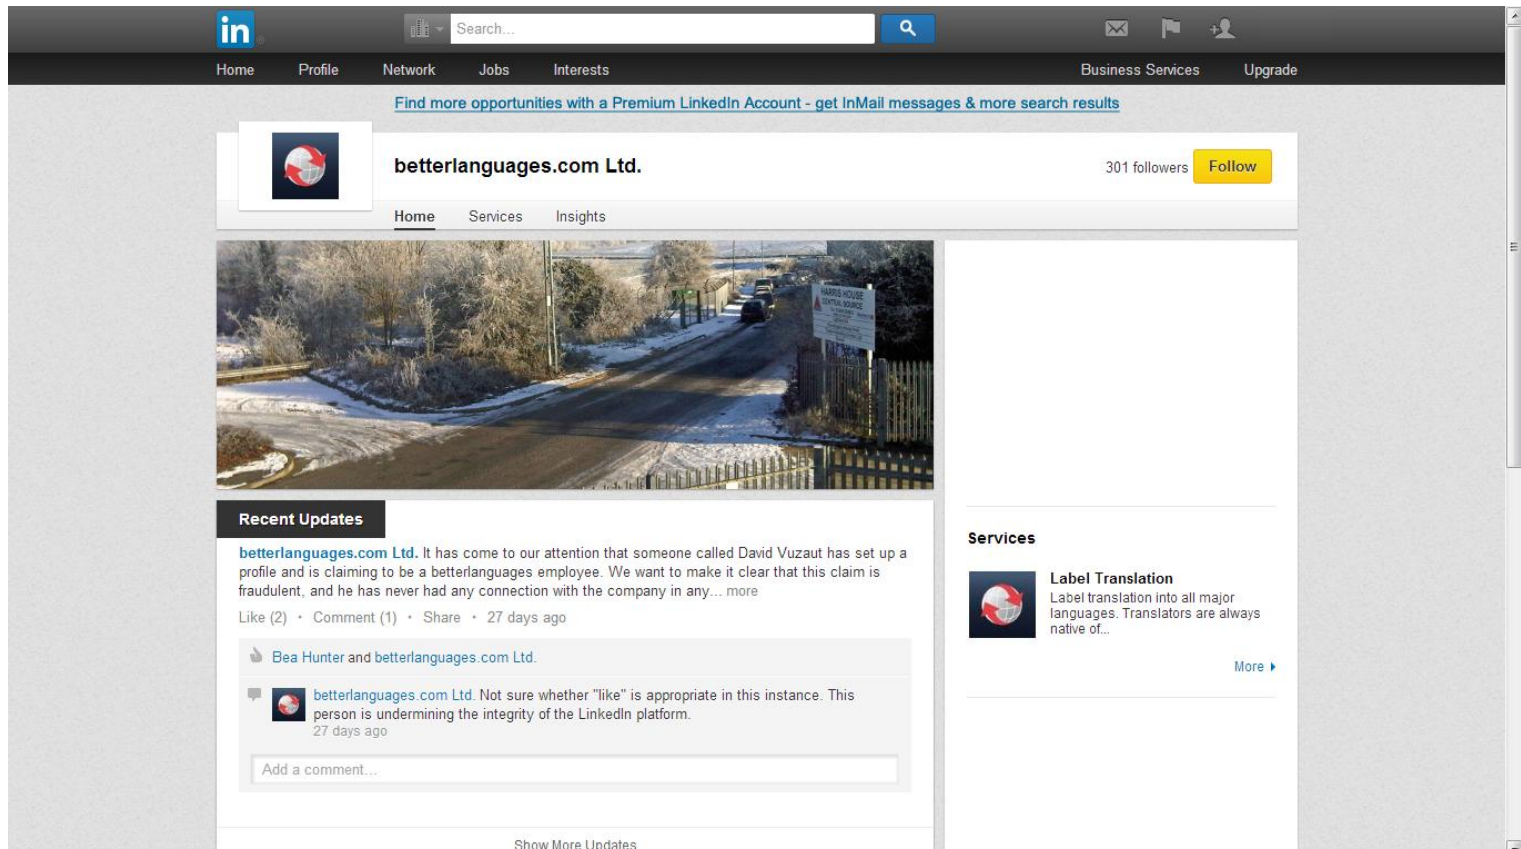 in
Search...
Home Profile Network Jobs Interests Business Services Upgrade
Find more opportunities with a Premium LinkedIn Account - get InMail messages & more search results
betterlanguages.com Ltd.
301 followers Follow
Home Services Insights
HARRIS HOUSE
CENTRAL SOURCE
Recent Updates
betterlanguages.com Ltd. It has come to our attention that someone called David Vuzaut has set up a
profile and is claiming to be a betterlanguages employee. We want to make it clear that this claim is
fraudulent, and he has never had any connection with the company in any... more
Like (2) • Comment (1) • Share • 27 days ago
Bea Hunter and betterlanguages.com Ltd.
betterlanguages.com Ltd. Not sure whether "like" is appropriate in this instance. This
person is undermining the integrity of the LinkedIn platform.
27 days ago
Add a comment...
Show More Updates
Services
Label Translation
Label translation into all major
languages. Translators are always
native of...
More